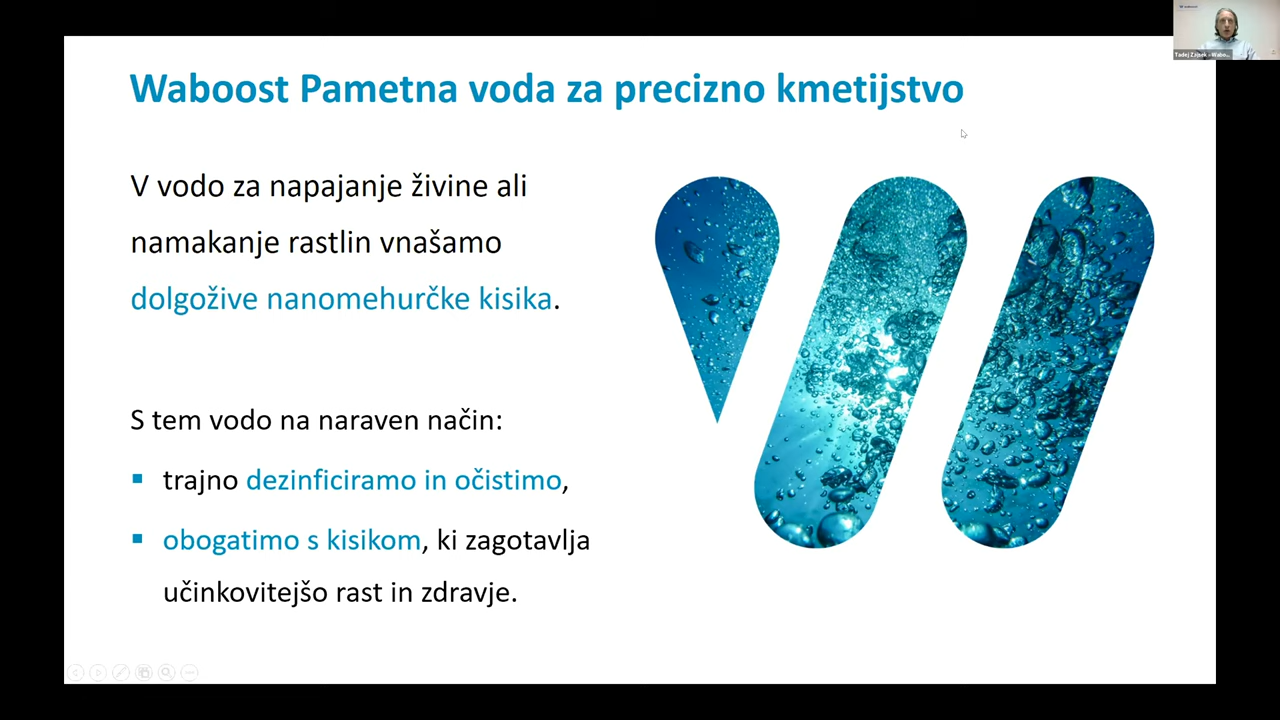 Waboost Pametna voda za precizno kmetijstvo
V vodo za napajanje živine ali
namakanje rastlin vnašamo
dolgožive nanomehurčke kisika.
S tem vodo na naraven način:
trajno dezinficiramo in očistimo,
obogatimo s kisikom, ki zagotavlja
učinkovitejšo rast in zdravje.